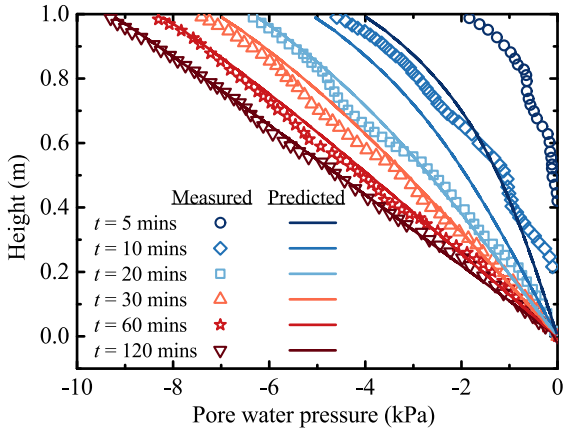 1.0
0.8
0.6
0.4
0.2
0.0
Height (m)
Measured Predicted
t = 5 mins
t = 10 mins
t = 20 mins
t = 30 mins
t = 60 mins
t = 120 mins
-10 -8 -6 -4 -2 0
Pore water pressure (kPa)